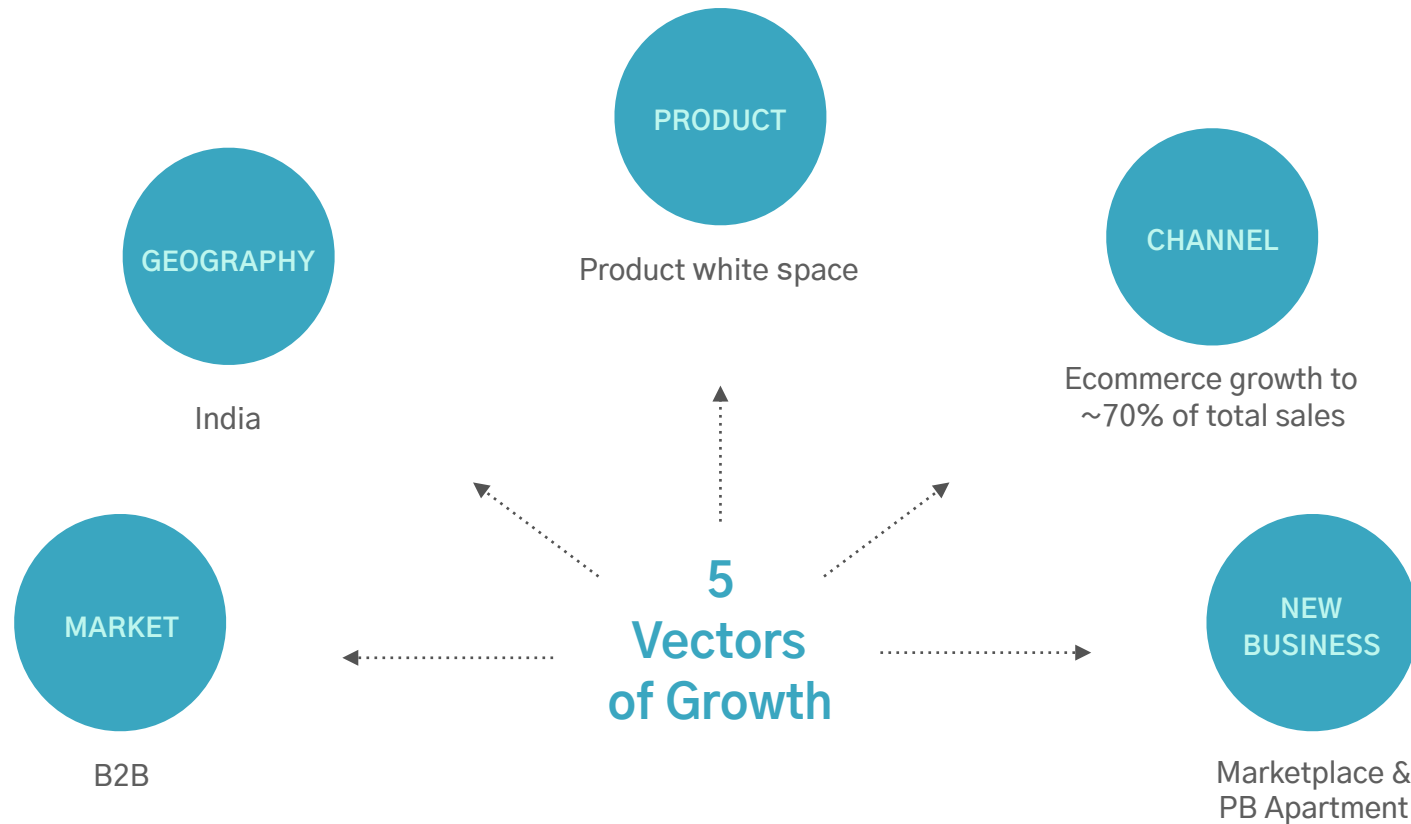 PRODUCT
Product white space
GEOGRAPHY
India
CHANNEL
Ecommerce growth to
~70% of total sales
MARKET
B2B
5
Vectors
of Growth
NEW
BUSINESS
Marketplace &
PB Apartment